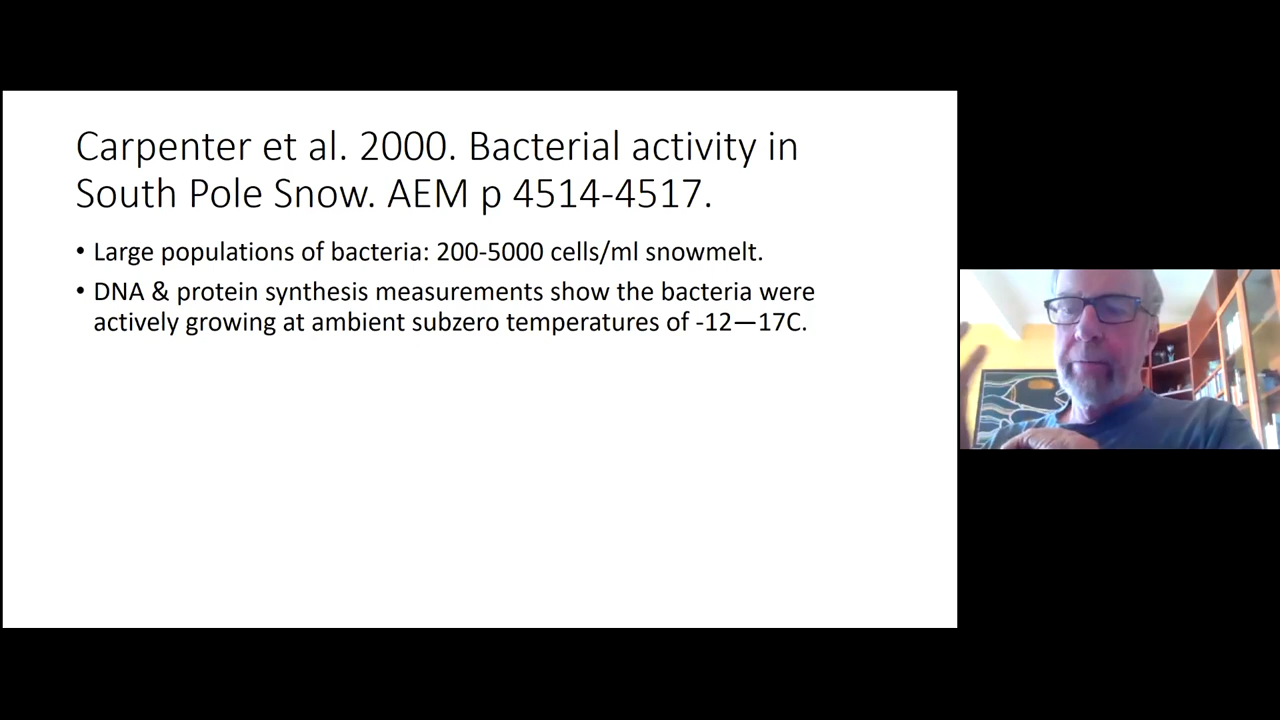 Carpenter et al. 2000. Bacterial activity in
South Pole Snow. AEM p 4514-4517.
• Large populations of bacteria: 200-5000 cells/ml snowmelt.
• DNA & protein synthesis measurements show the bacteria were
actively growing at ambient subzero temperatures of -12—17C.